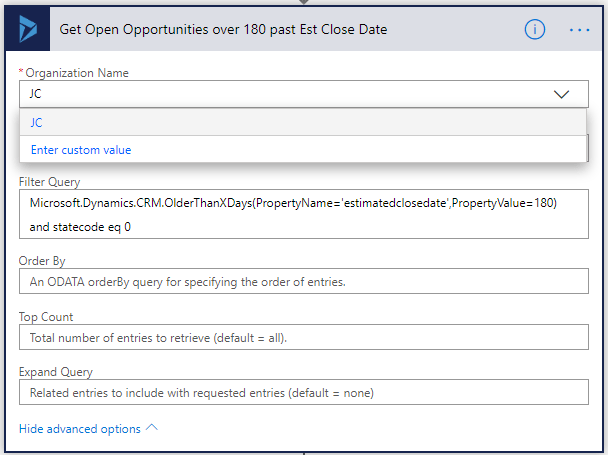 Get Open Opportunities over 180 past Est Close Date
* Organization Name
JC
JC
Enter custom value
Filter Query
Microsoft.Dynamics.CRM.OlderThanXDays(PropertyName='estimatedclosedate',PropertyValue=180)
and statecode eq 0
Order By
An ODATA orderBy query for specifying the order of entries.
Top Count
Total number of entries to retrieve (default = all).
Expand Query
Related entries to include with requested entries (default = none)
Hide advanced options